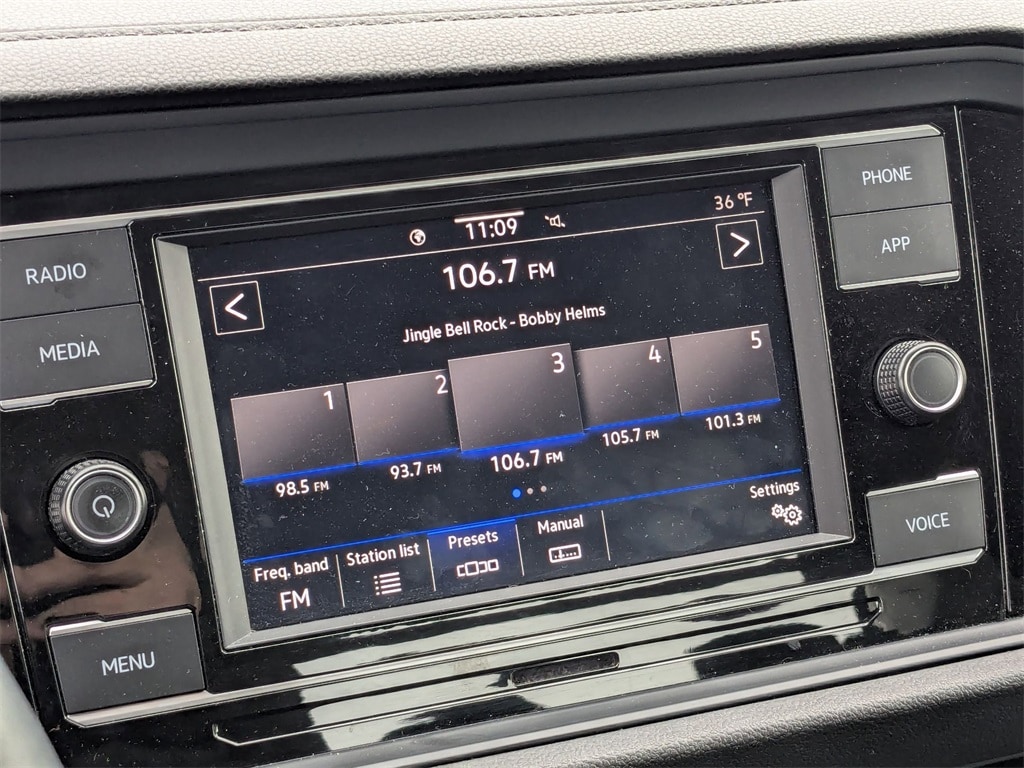 11:09
36 °F
106.7 FM
<
>
Jingle Bell Rock - Bobby Helms
1
2
3
4
5
98.5 FM
93.7 FM
106.7 FM
105.7 FM
101.3 FM
Freq. band
FM
Station list
Presets
Manual
Settings
RADIO
MEDIA
MENU
PHONE
APP
VOICE